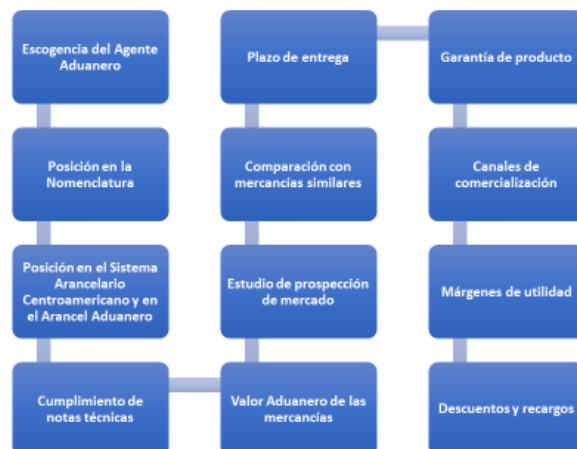 Escogencia del Agente
Aduanero
Posición en la
Nomenclatura
Posición en el Sistema
Arancelario
Centroamericano y en
el Arancel Aduanero
Cumplimiento de
notas técnicas
Valor Aduanero de las
mercancías
Estudio de prospección
de mercado
Comparación con
mercancías similares
Plazo de entrega
Garantía de producto
Canales de
comercialización
Márgenes de utilidad
Descuentos y recargos